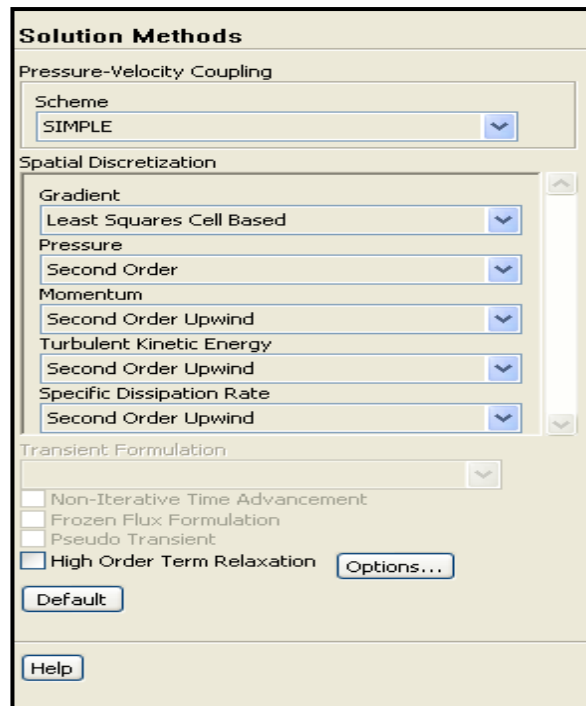 Solution Methods
Pressure-Velocity Coupling
Scheme
SIMPLE
Spatial Discretization
Gradient
Least Squares Cell Based
Pressure
Second Order
Momentum
Second Order Upwind
Turbulent Kinetic Energy
Second Order Upwind
Specific Dissipation Rate
Second Order Upwind
Transient Formulation
Non-Iterative Time Advancement
Frozen Flux Formulation
Pseudo Transient
High Order Term Relaxation Options...
Default
Help